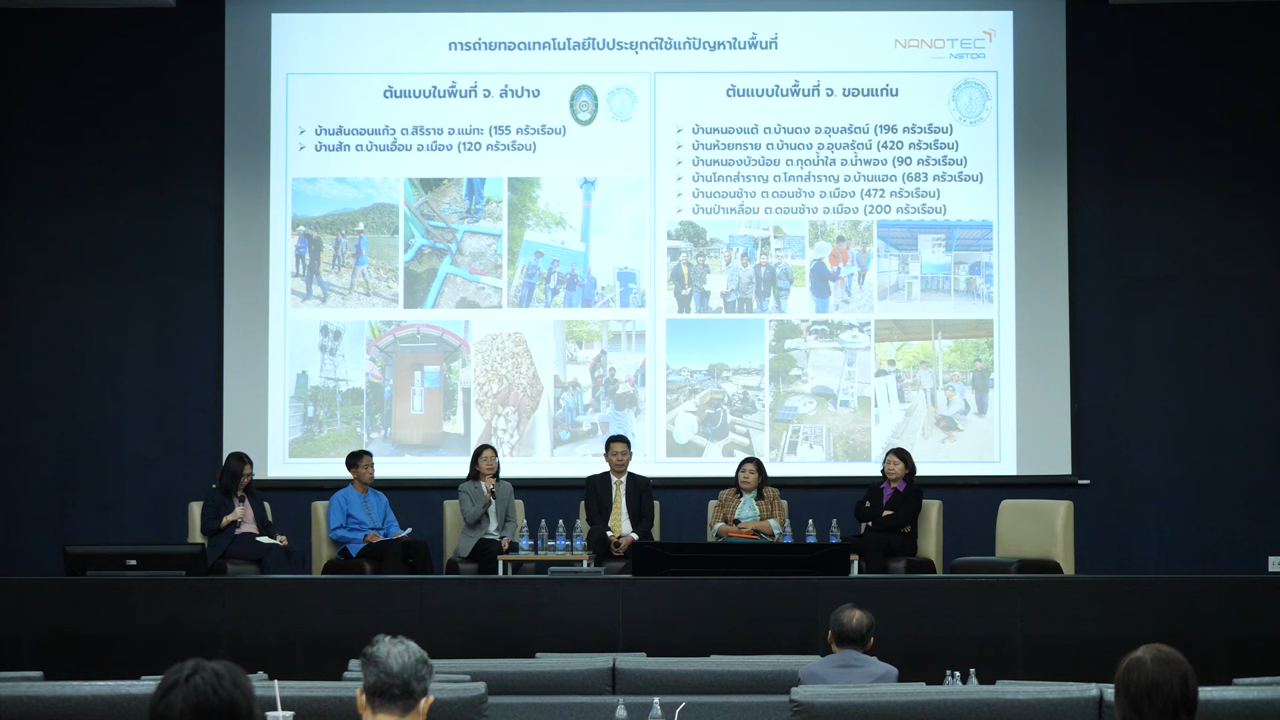 การถ่ายทอดเทคโนโลยีไปประยุกต์ใช้แก้ปัญหาในพื้นที่
NANOTEC
NSTDA
ต้นแบบในพื้นที่ จ. ลำปาง
บ้านสันดอนแก้ว ต.สิริราช อ.แม่ทะ (155 ครัวเรือน)
บ้านสัก ต.บ้านเอื้อม อ.เมือง (120 ครัวเรือน)
ต้นแบบในพื้นที่ จ. ขอนแก่น
บ้านหนองแต้ ต.บ้านดง อ.อุบลรัตน์ (196 ครัวเรือน)
บ้านห้วยทราย ต.บ้านดง อ.อุบลรัตน์ (420 ครัวเรือน)
บ้านหนองบัวน้อย ต.กุดน้ำใส อ.น้ำพอง (90 ครัวเรือน)
บ้านโคกสำราญ ต.โคกสำราญ อ.บ้านแฮด (683 ครัวเรือน)
บ้านดอนช้าง ต.ดอนช้าง อ.เมือง (472 ครัวเรือน)
บ้านป่าเหลื่อม ต.ดอนช้าง อ.เมือง (200 ครัวเรือน)